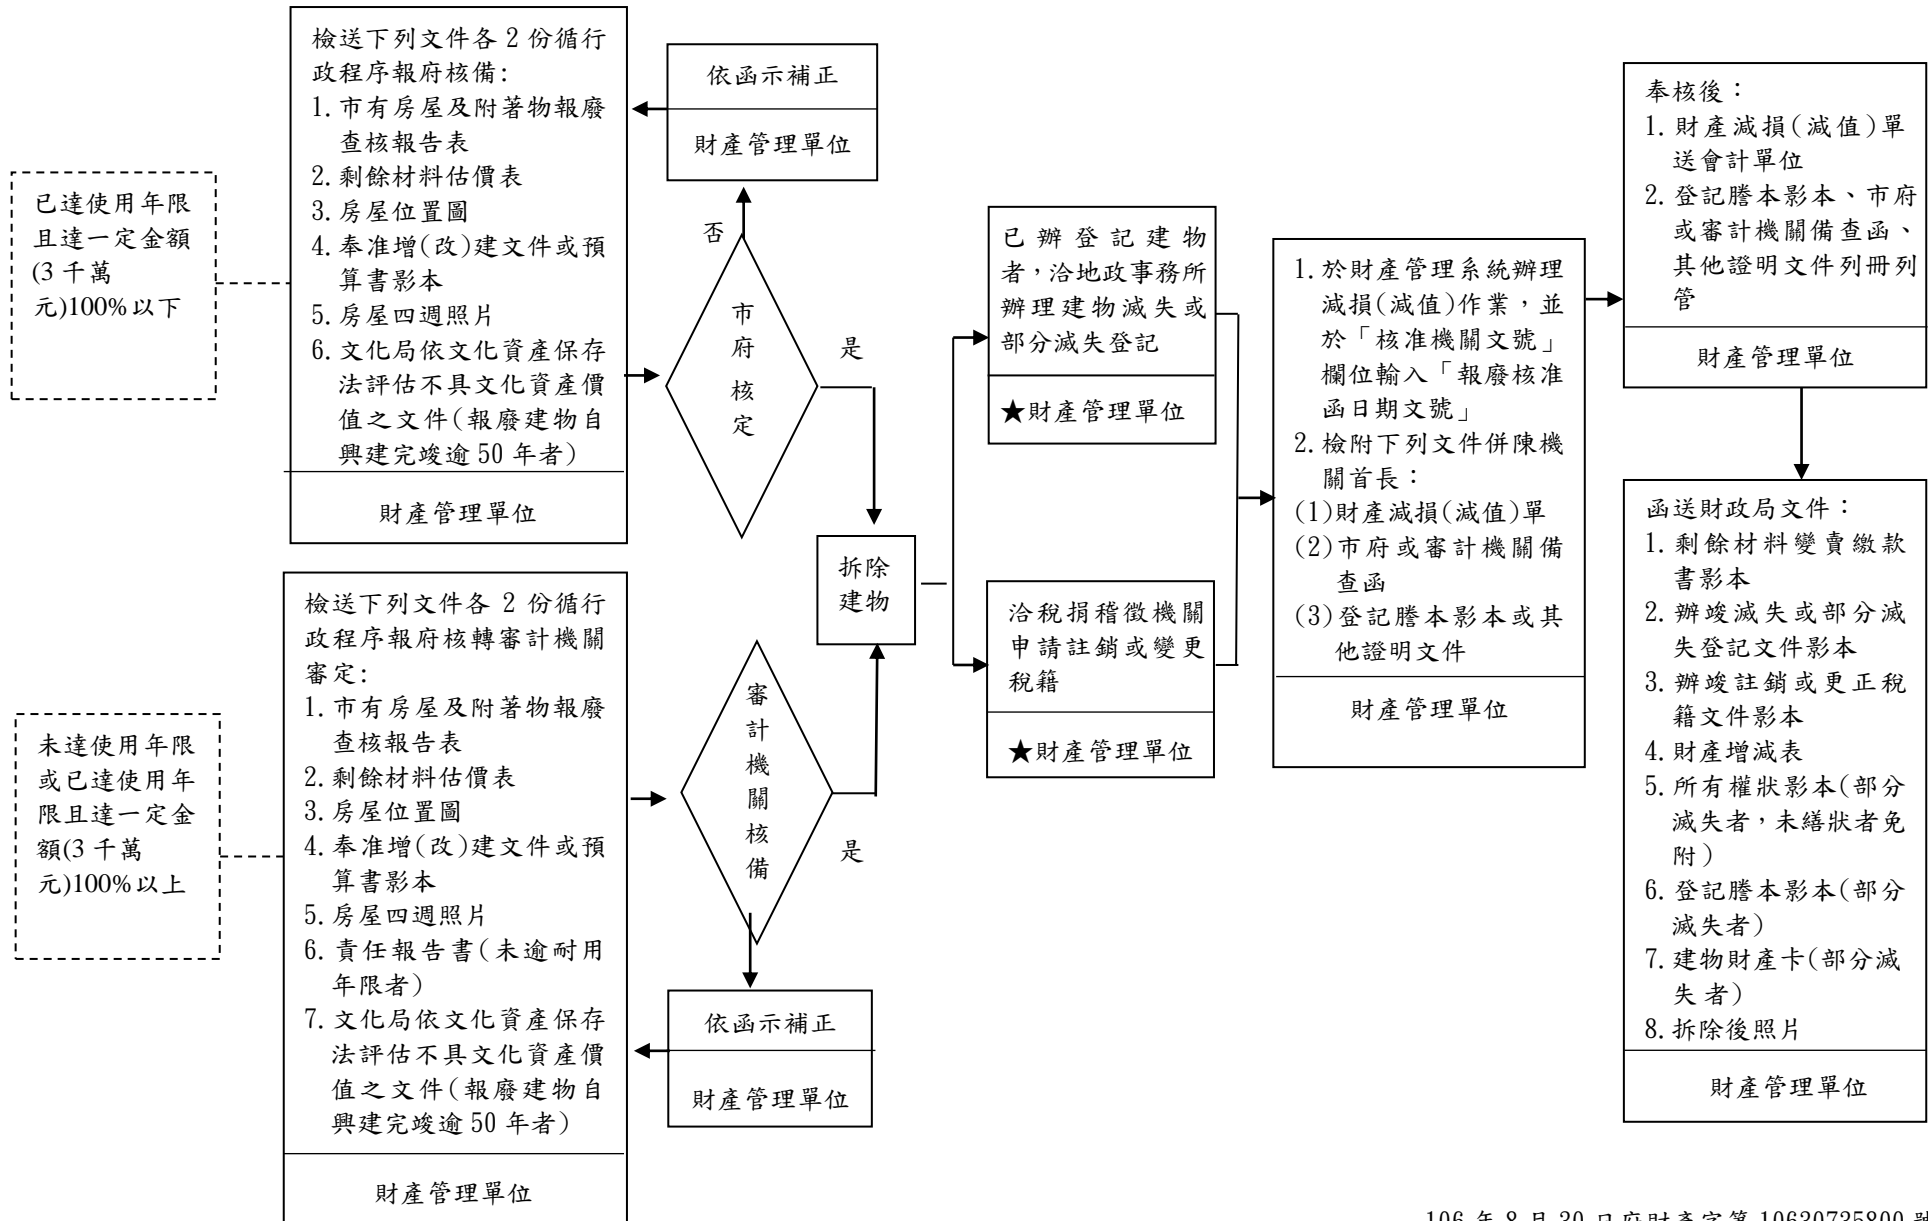 已達使用年限
且達一定金額
(3 千萬
元)100%以下
檢送下列文件各 2 份循行
政程序報府核備:
1.市有房屋及附著物報廢
查核報告表
2.剩餘材料估價表
3.房屋位置圖
4.奉准增(改)建文件或預
算書影本
5.房屋四週照片
6.文化局依文化資產保存
法評估不具文化資產價
值之文件(報廢建物自
興建完竣逾 50 年者)
財產管理單位
依函示補正
財產管理單位
否
市
府
核
定
是
未達使用年限
或已達使用年
限且達一定金
額(3 千萬
元)100%以上
檢送下列文件各 2 份循行
政程序報府核轉審計機關
審定:
1.市有房屋及附著物報廢
查核報告表
2.剩餘材料估價表
3.房屋位置圖
4.奉准增(改)建文件或預
算書影本
5.房屋四週照片
6.責任報告書(未逾耐用
年限者)
7.文化局依文化資產保存
法評估不具文化資產價
值之文件(報廢建物自
興建完竣逾 50 年者)
財產管理單位
審
計
機
關
核
備
是
依函示補正
財產管理單位
拆除
建物
已辦登記建物
者，洽地政事務所
辦理建物滅失或
部分滅失登記
★財產管理單位
洽稅捐稽徵機關
申請註銷或變更
稅籍
★財產管理單位
1.於財產管理系統辦理
減損(減值)作業，並
於「核准機關文號」
欄位輸入「報廢核准
函日期文號」
2.檢附下列文件併陳機
關首長：
(1)財產減損(減值)單
(2)市府或審計機關備
查函
(3)登記謄本影本或其
他證明文件
財產管理單位
奉核後：
1.財產減損(減值)單
送會計單位
2.登記謄本影本、市府
或審計機關備查函、
其他證明文件列冊列
管
財產管理單位
函送財政局文件：
1.剩餘材料變賣繳款
書影本
2.辦竣滅失或部分滅
失登記文件影本
3.辦竣註銷或更正稅
籍文件影本
4.財產增減表
5.所有權狀影本(部分
滅失者，未繕狀者免
附)
6.登記謄本影本(部分
滅失者)
7.建物財產卡(部分滅
失者)
8.拆除後照片
財產管理單位
106 年 8 月 30 日府財產字第 10630735800 號